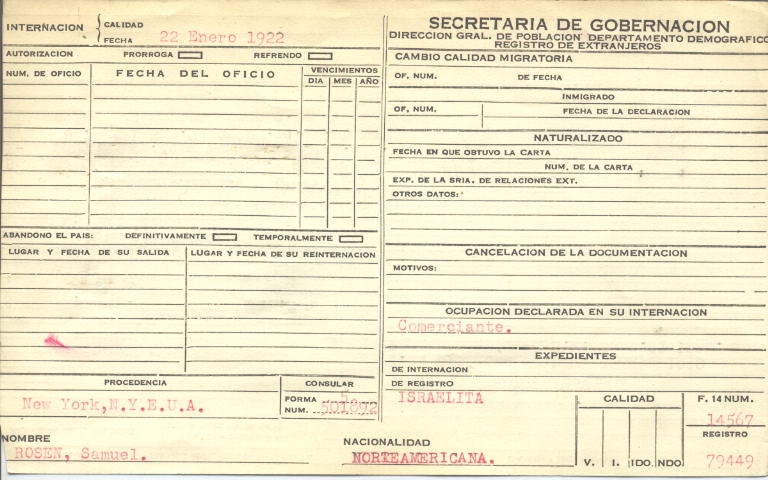 INTERNACION { CALIDAD
FECHA 22 Enero 1922
AUTORIZACION PRORROGA REFRENDO
NUM. DE OFICIO FECHA DEL OFICIO VENCIMIENTOS
DIA MES AÑO
ABANDONO EL PAIS: DEFINITIVAMENTE TEMPORALMENTE
LUGAR Y FECHA DE SU SALIDA LUGAR Y FECHA DE SU REINTERNACION
PROCEDENCIA CONSULAR
New York,N.Y.E.U.A. FORMA 5
NUM. 501892
NOMBRE
ROSEN, Samuel.
SECRETARIA DE GOBERNACION
DIRECCION GRAL. DE POBLACION DEPARTAMENTO DEMOGRAFICO
REGISTRO DE EXTRANJEROS
CAMBIO CALIDAD MIGRATORIA
OF. NUM. DE FECHA
INMIGRADO
OF, NUM. FECHA DE LA DECLARACION
NATURALIZADO
FECHA EN QUE OBTUVO LA CARTA
NUM. DE LA CARTA
EXP. DE LA SRIA. DE RELACIONES EXT.
OTROS DATOS:
CANCELACION DE LA DOCUMENTACION
MOTIVOS:
OCUPACION DECLARADA EN SU INTERNACION
Comerciante.
EXPEDIENTES
DE INTERNACION
DE REGISTRO
ISRAELITA
CALIDAD
V. I. IDO. NDO.
F. 14 NUM.
14567
REGISTRO
79449
NACIONALIDAD
NORTEAMERICANA.